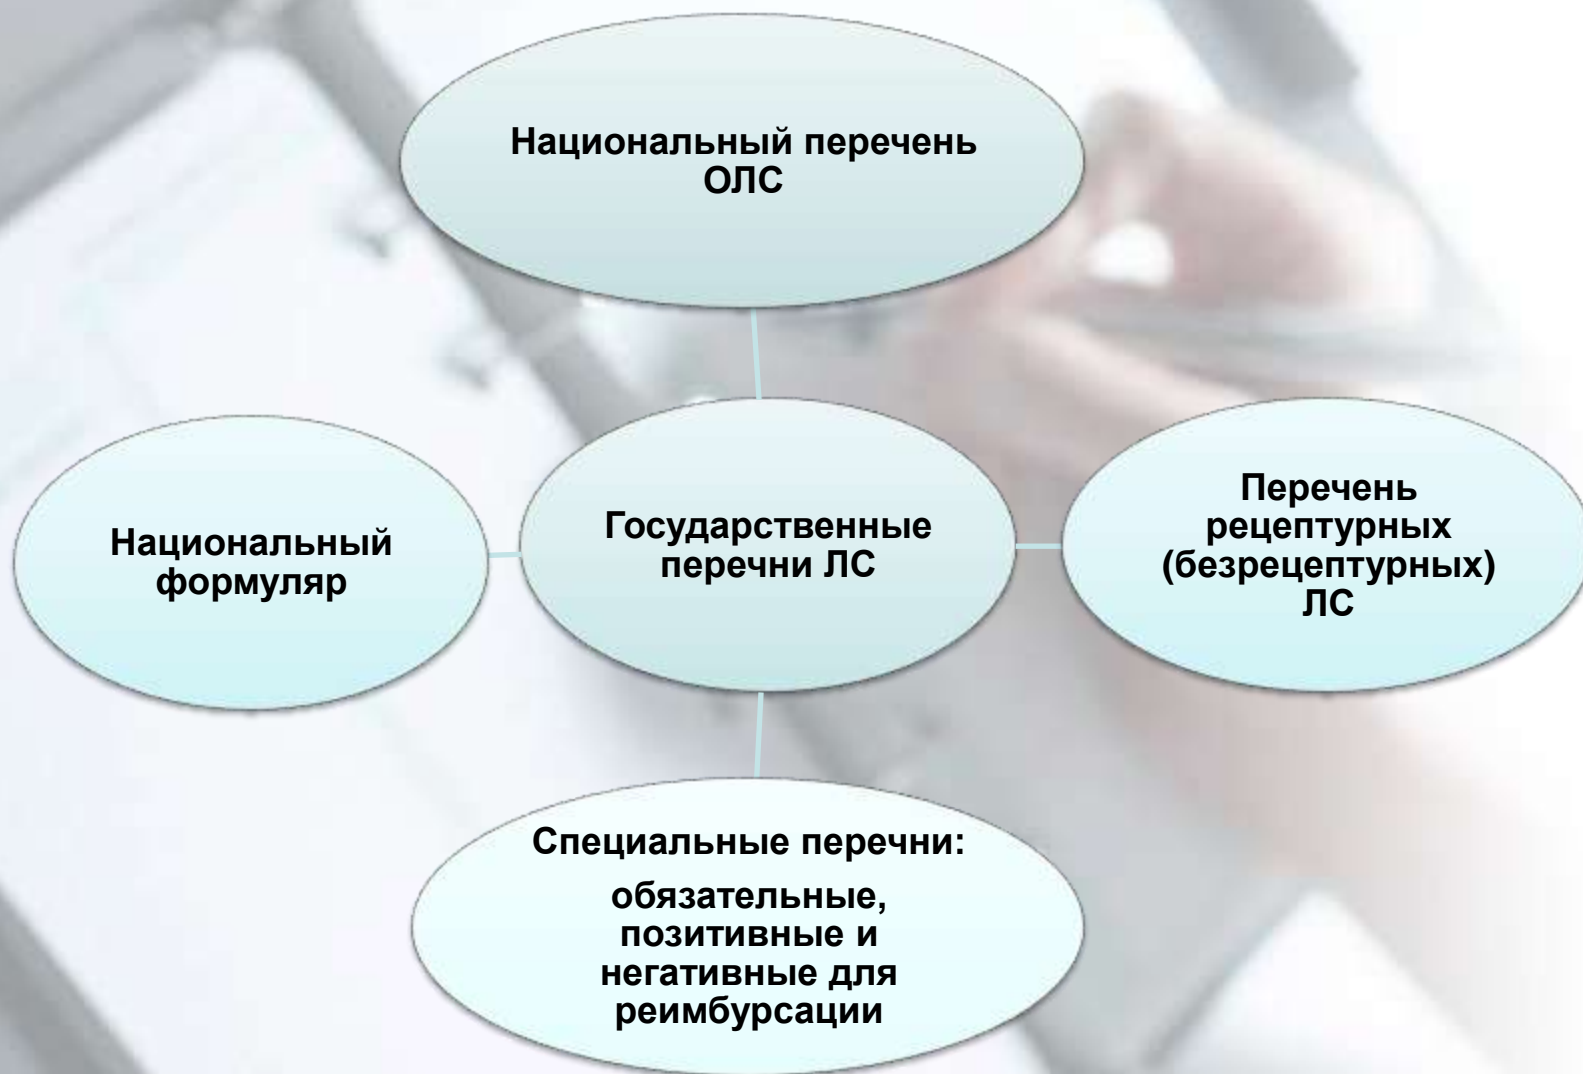 Национальный перечень
ОЛС
Национальный
формуляр
Государственные
перечни ЛС
Перечень
рецептурных
(безрецептурных)
ЛС
Специальные перечни:
обязательные,
позитивные и
негативные для
реимбурсации